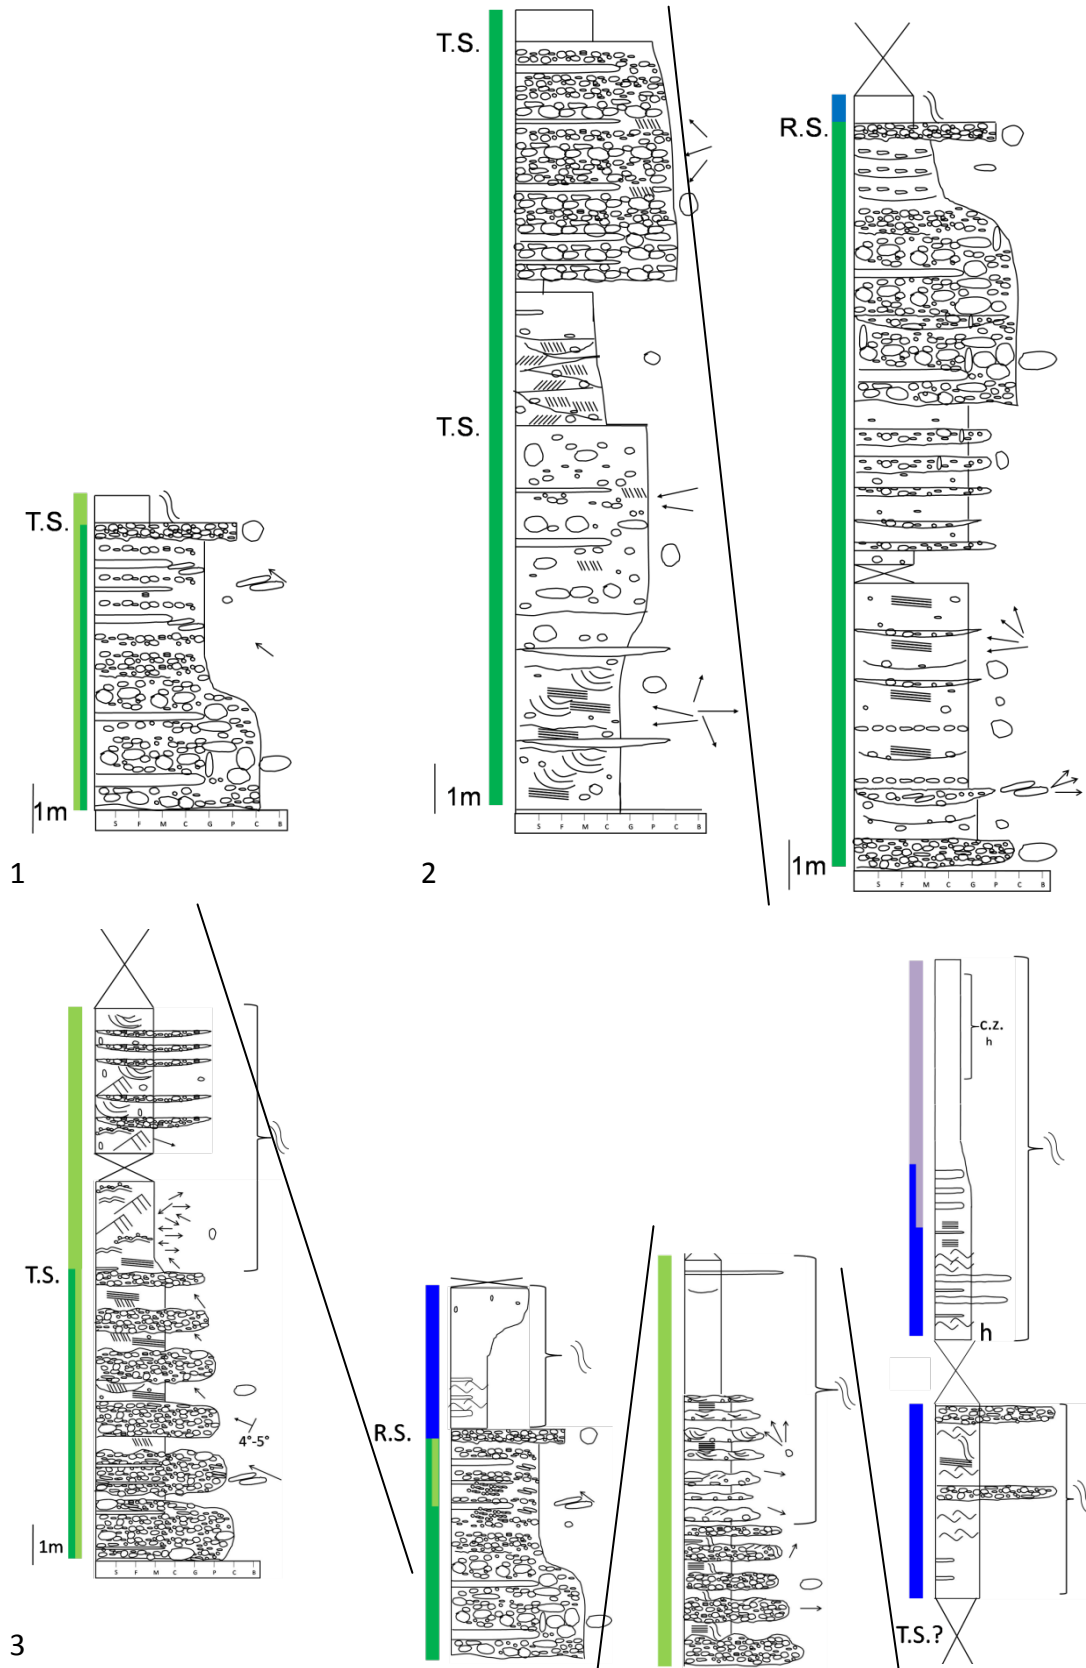 T.S.
T.S.
1m
S F M C G P C B
1
T.S.
1m
S F M C G P C B
2
R.S.
1m
S F M C G P C B
T.S.
4°-5°
1m
S F M C G P C B
3
R.S.
c.z.
h
h
T.S.?